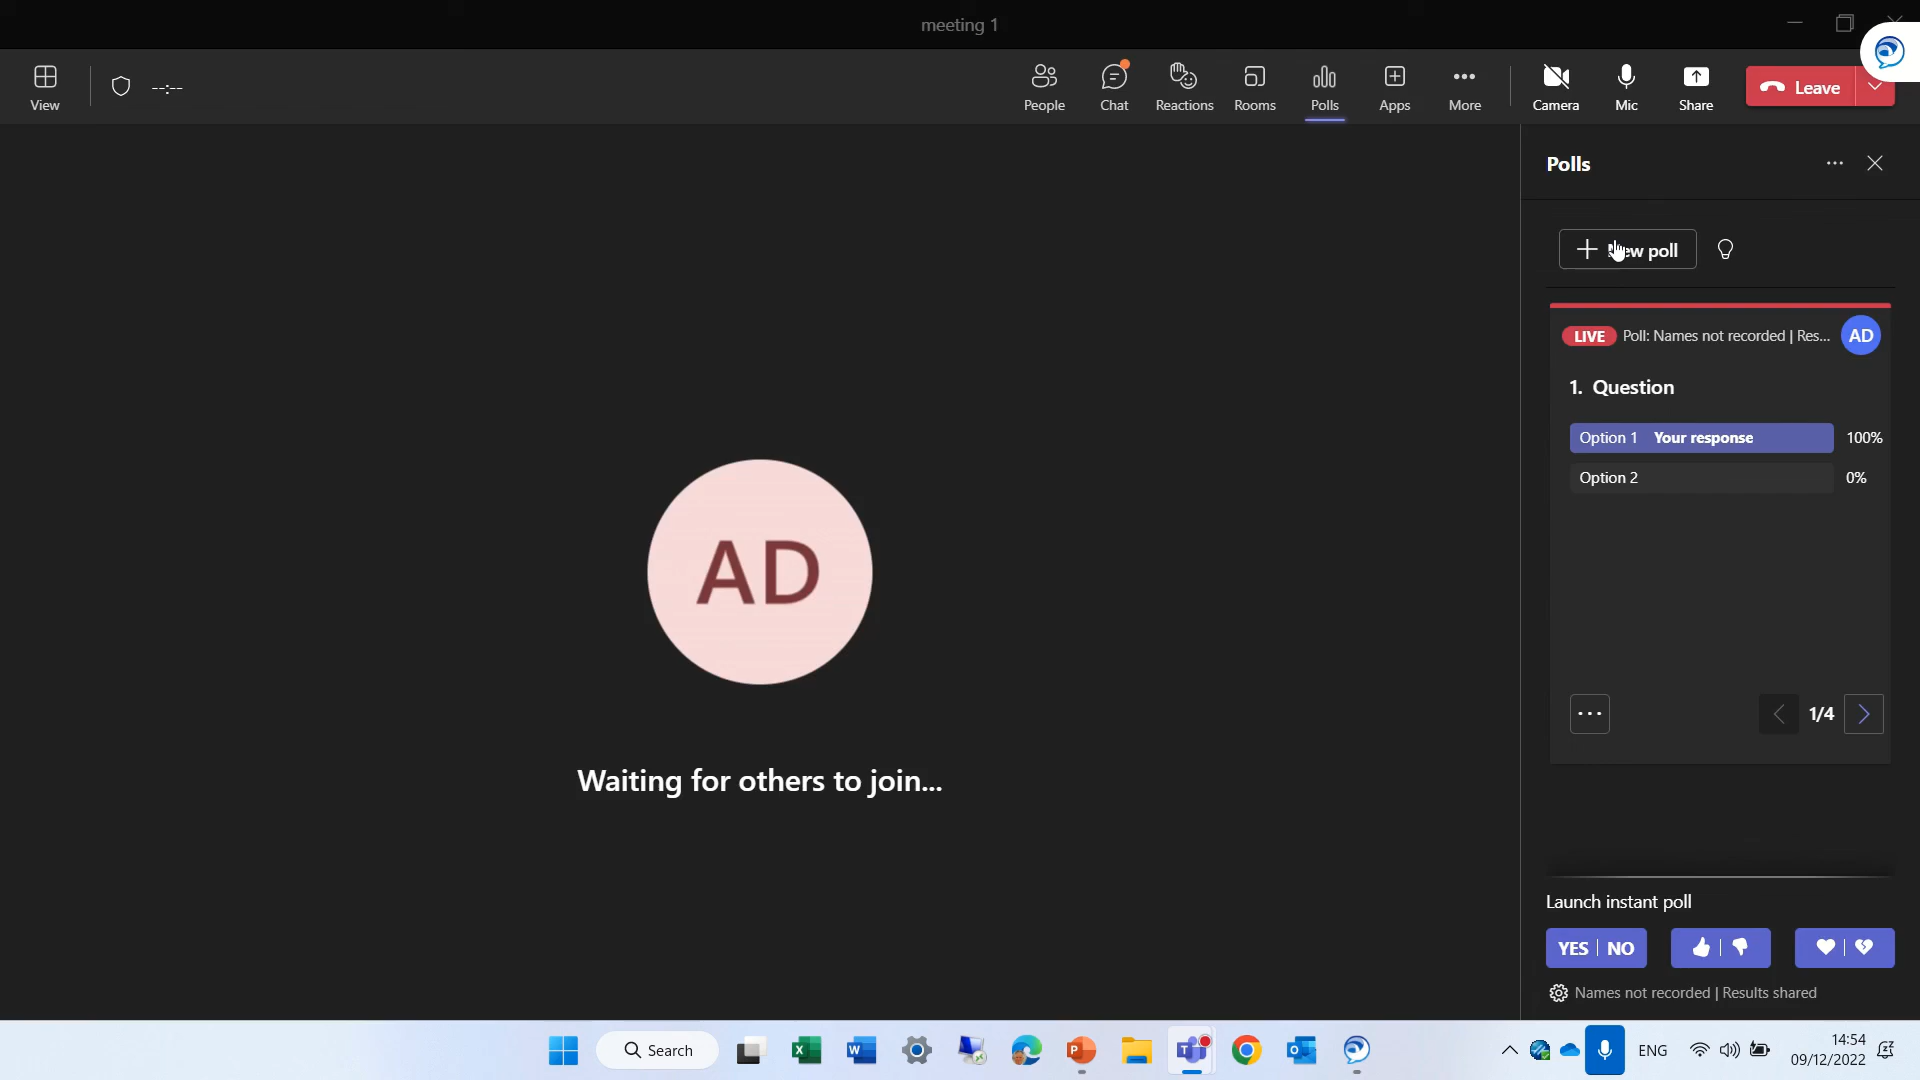 meeting 1
View
--:--
People
Chat
Reactions
Rooms
Polls
Apps
More
Camera
Mic
Share
Leave
Polls
poll
LIVE Poll: Names not recorded | Res... AD
1. Question
Option 1 Your response 100%
Option 2 0%
AD
Waiting for others to join...
1/4
Launch instant poll
YES | NO
Names not recorded | Results shared
Search
ENG
14:54
09/12/2022